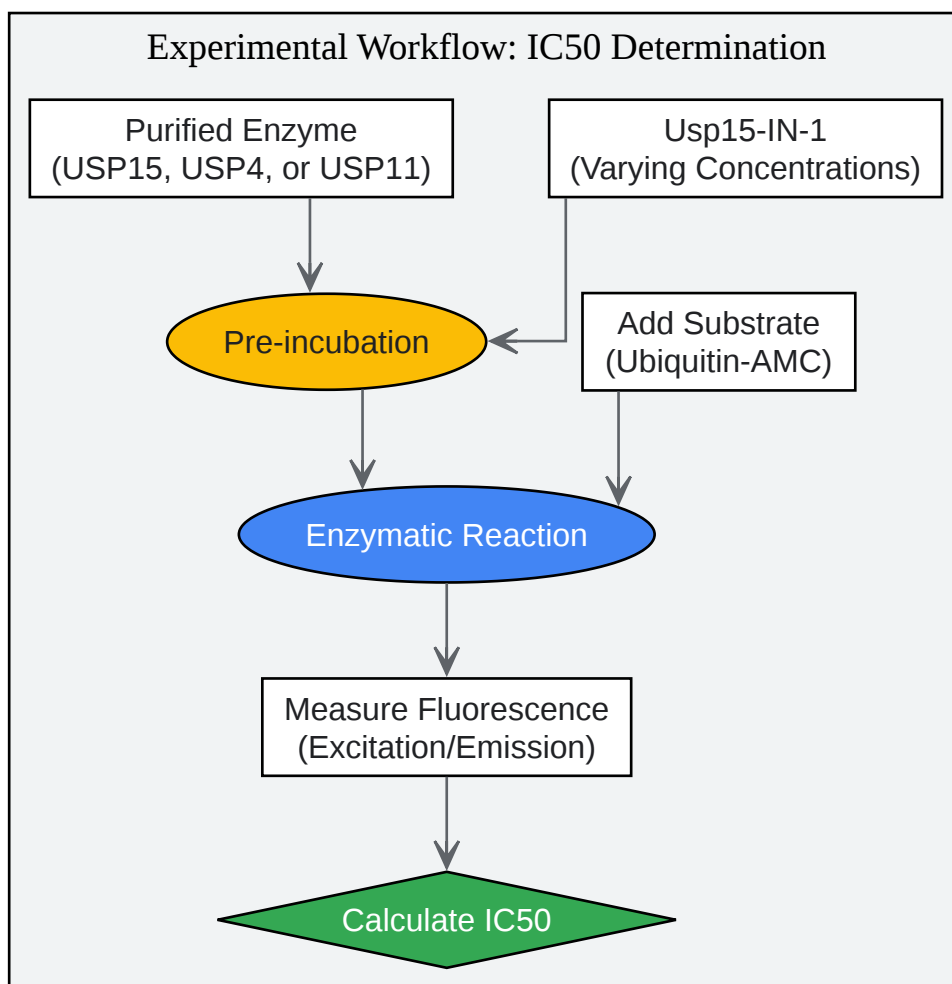 Experimental Workflow: IC50 Determination
Purified Enzyme
(USP15, USP4, or USP11)
Usp15-IN-1
(Varying Concentrations)
Pre-incubation
Add Substrate
(Ubiquitin-AMC)
Enzymatic Reaction
Measure Fluorescence
(Excitation/Emission)
Calculate IC50